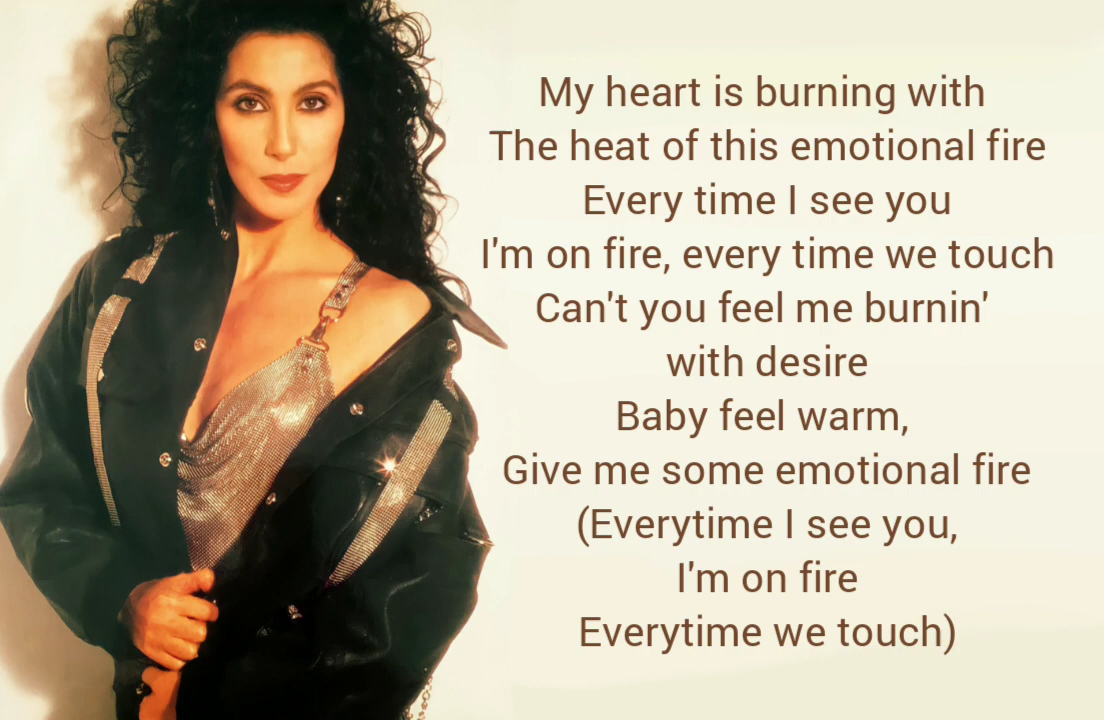 My heart is burning with
The heat of this emotional fire
Every time I see you
I'm on fire, every time we touch
Can't you feel me burnin'
with desire
Baby feel warm,
Give me some emotional fire
(Everytime I see you,
I'm on fire
Everytime we touch)